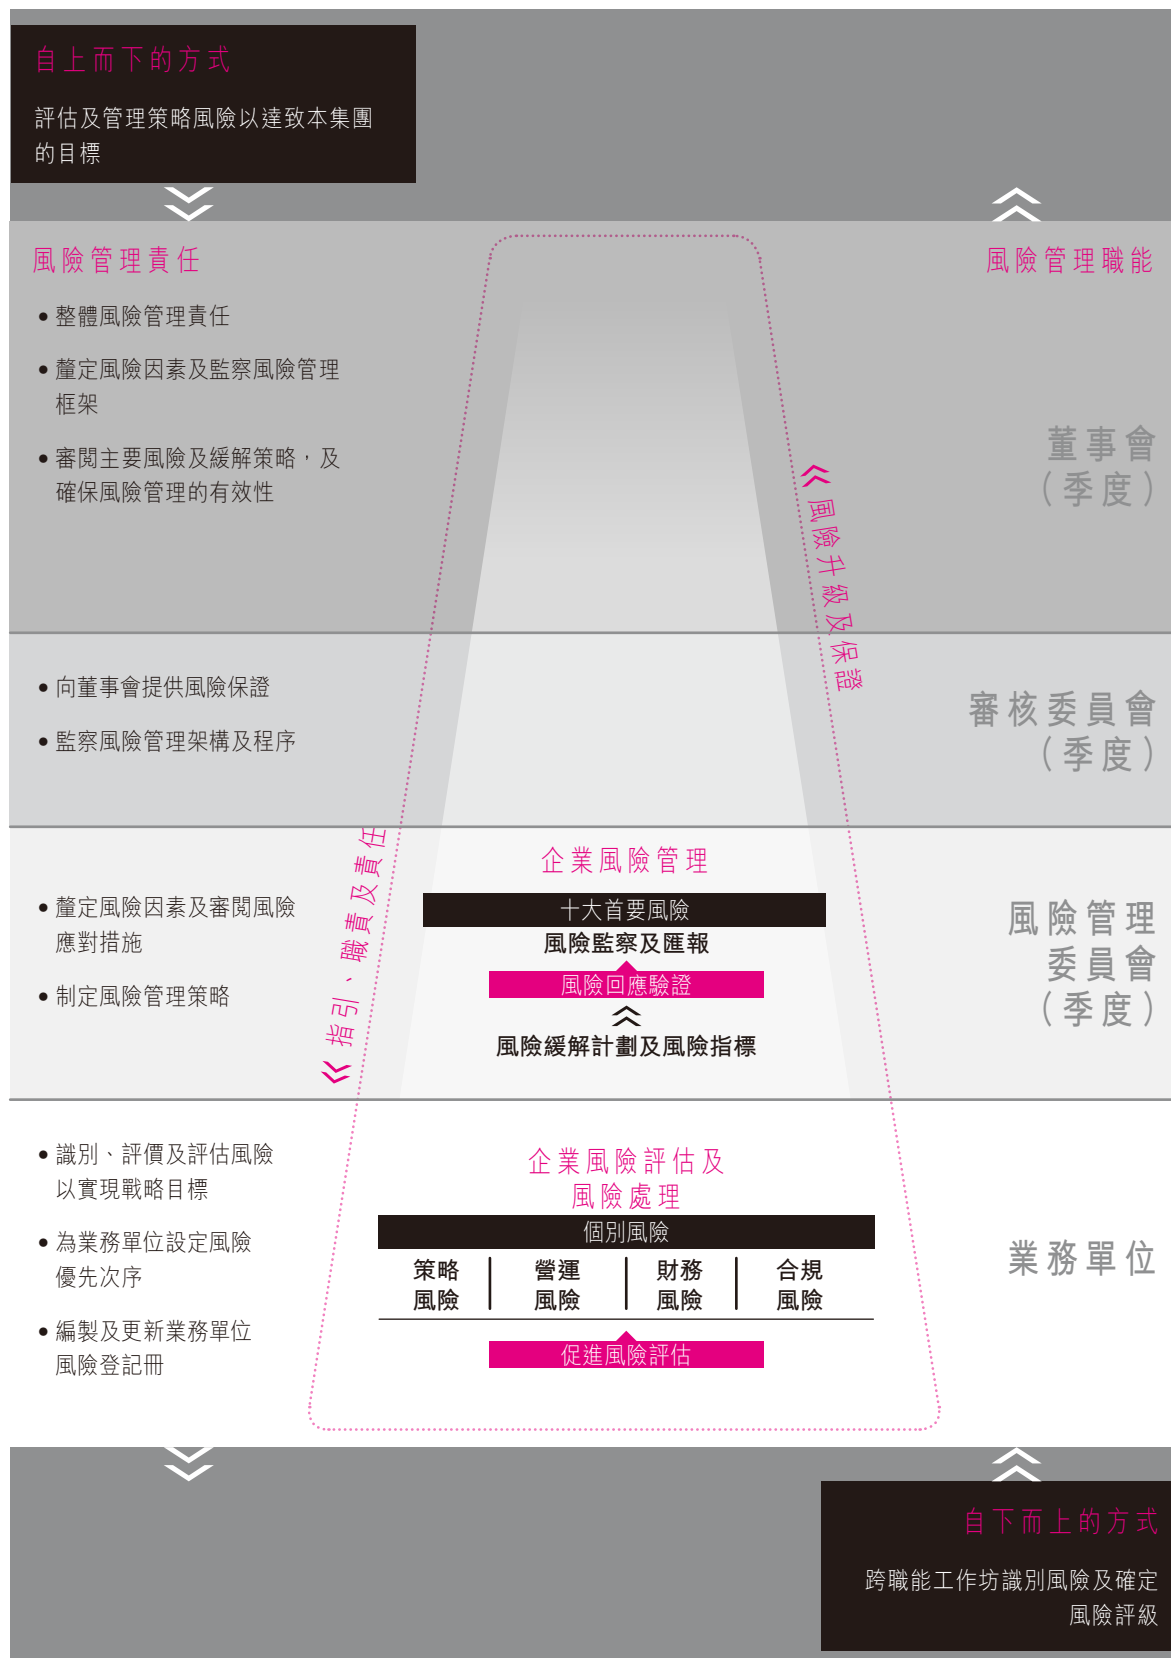 自上而下的方式
評估及管理策略風險以達致本集團
的目標
風險管理責任
風險管理職能
• 整體風險管理責任
• 釐定風險因素及監察風險管理
框架
• 審閱主要風險及緩解策略，及
確保風險管理的有效性
董事會
（季度）
風險升級及保證
• 向董事會提供風險保證
• 監察風險管理架構及程序
審核委員會
（季度）
指引、職責及責任
• 釐定風險因素及審閱風險
應對措施
• 制定風險管理策略
企業風險管理
十大首要風險
風險監察及匯報
風險回應驗證
風險緩解計劃及風險指標
風險管理
委員會
（季度）
• 識別、評價及評估風險
以實現戰略目標
• 為業務單位設定風險
優先次序
• 編製及更新業務單位
風險登記冊
企業風險評估及
風險處理
個別風險
策略
風險
營運
風險
財務
風險
合規
風險
促進風險評估
業務單位
自下而上的方式
跨職能工作坊識別風險及確定
風險評級